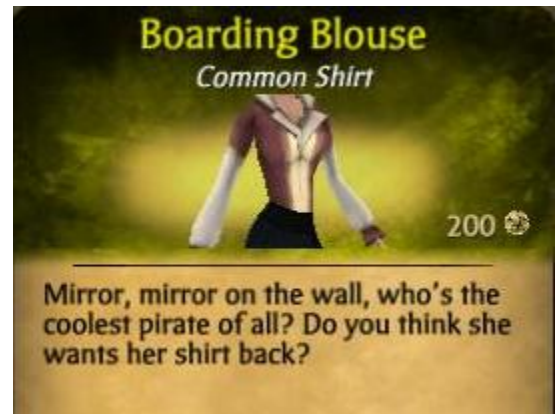 Boarding Blouse
Common Shirt
200
Mirror, mirror on the wall, who's the
coolest pirate of all? Do you think she
wants her shirt back?